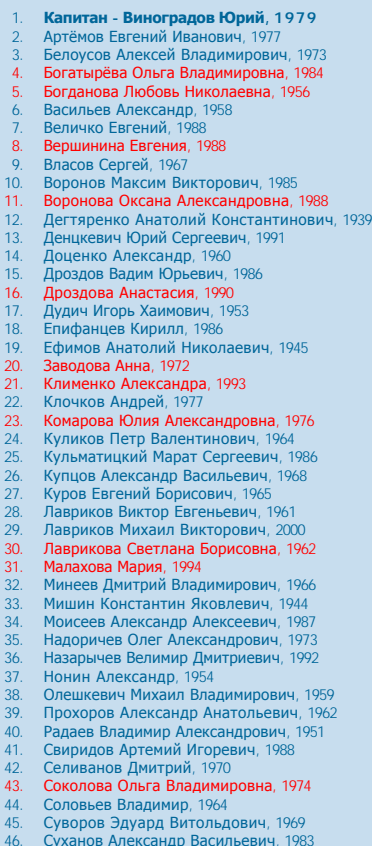 1. Капитан - Виноградов Юрий, 1979
2. Артёмов Евгений Иванович, 1977
3. Белоусов Алексей Владимирович, 1973
4. Богатырёва Ольга Владимировна, 1984
5. Богданова Любовь Николаевна, 1956
6. Васильев Александр, 1958
7. Величко Евгений, 1988
8. Вершинина Евгения, 1988
9. Власов Сергей, 1967
10. Воронов Максим Викторович, 1985
11. Воронова Оксана Александровна, 1988
12. Дегтяренко Анатолий Константинович, 1939
13. Денцкевич Юрий Сергеевич, 1991
14. Доценко Александр, 1960
15. Дроздов Вадим Юрьевич, 1986
16. Дроздова Анастасия, 1990
17. Дудич Игорь Хаимович, 1953
18. Епифанцев Кирилл, 1986
19. Ефимов Анатолий Николаевич, 1945
20. Заводова Анна, 1972
21. Клименко Александра, 1993
22. Клочков Андрей, 1977
23. Комарова Юлия Александровна, 1976
24. Куликов Петр Валентинович, 1964
25. Кульматицкий Марат Сергеевич, 1986
26. Купцов Александр Васильевич, 1968
27. Куров Евгений Борисович, 1965
28. Лавриков Виктор Евгеньевич, 1961
29. Лавриков Михаил Викторович, 2000
30. Лаврикова Светлана Борисовна, 1962
31. Малахова Мария, 1994
32. Минеев Дмитрий Владимирович, 1966
33. Мишин Константин Яковлевич, 1944
34. Моисеев Александр Алексеевич, 1987
35. Надоричев Олег Александрович, 1973
36. Назарычев Велимир Дмитриевич, 1992
37. Нонин Александр, 1954
38. Олешкевич Михаил Владимирович, 1959
39. Прохоров Александр Анатольевич, 1962
40. Радаев Владимир Александрович, 1951
41. Свиридов Артемий Игоревич, 1988
42. Селиванов Дмитрий, 1970
43. Соколова Ольга Владимировна, 1974
44. Соловьев Владимир, 1964
45. Суворов Эдуард Витольдович, 1969
46. Суханов Александр Васильевич, 1983